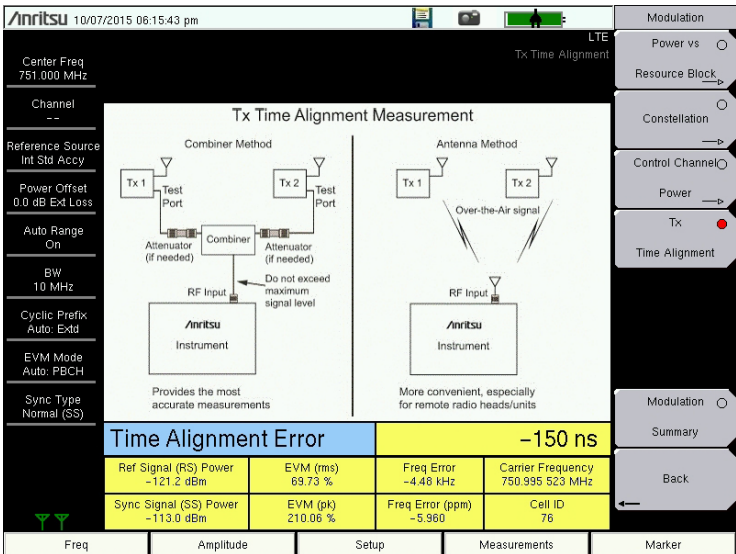 Anritsu 10/07/2015 06:15:43 pm
Modulation
LTE
Tx Time Alignment
Center Freq
751.000 MHz
Channel
--
Reference Source
Int Std Accy
Power Offset
0.0 dB Ext Loss
Auto Range
On
BW
10 MHz
Cyclic Prefix
Auto: Extd
EVM Mode
Auto: PBCH
Sync Type
Normal (SS)
Tx Time Alignment Measurement
Combiner Method
Tx 1
Tx 2
Test
Port
Test
Port
Combiner
Attenuator
(if needed)
Attenuator
(if needed)
Do not exceed
maximum
signal level
RF Input
Anritsu
Instrument
Provides the most
accurate measurements
Antenna Method
Tx 1
Tx 2
Over-the-Air signal
RF Input
Anritsu
Instrument
More convenient, especially
for remote radio heads/units
Time Alignment Error
-150 ns
Ref Signal (RS) Power
-121.2 dBm
EVM (rms)
69.73 %
Freq Error
-4.48 kHz
Carrier Frequency
750.995 523 MHz
Sync Signal (SS) Power
-113.0 dBm
EVM (pk)
210.06 %
Freq Error (ppm)
-5.960
Cell ID
76
Power vs
Resource Block
Constellation
Control Channel
Power
Tx
Time Alignment
Modulation
Summary
Back
Freq
Amplitude
Setup
Measurements
Marker